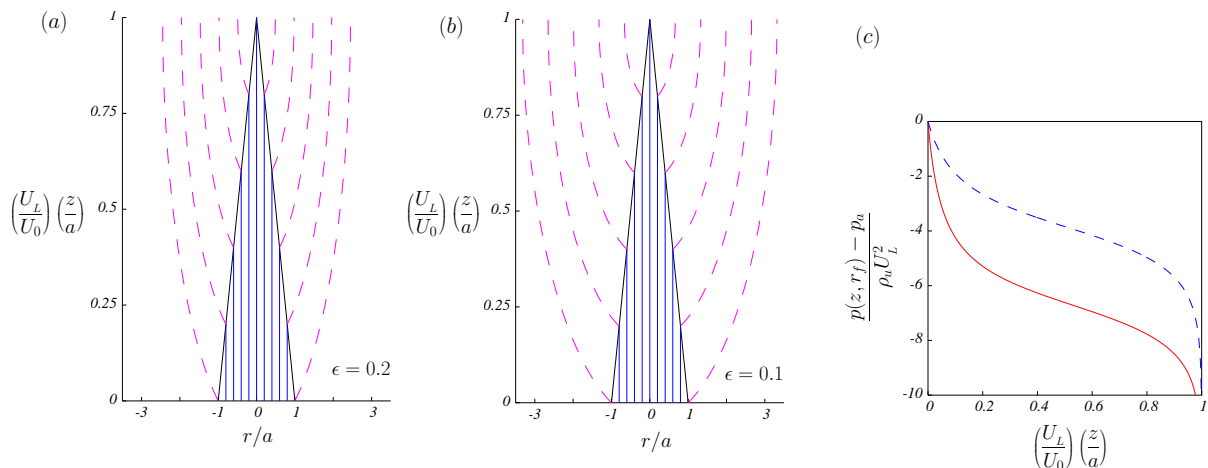 (a)
1
0.75
0.5
0.25
0
(U_L/U_0)(z/a)
-3
-1
0
1
3
r/a
ϵ = 0.2
(b)
1
0.75
0.5
0.25
0
(U_L/U_0)(z/a)
-3
-1
0
1
3
r/a
ϵ = 0.1
(c)
0
-2
-4
-6
-8
-10
(p(z, r_f) − p_a)/(ρ_u U_L^2)
0
0.2
0.4
0.6
0.8
1
(U_L/U_0)(z/a)